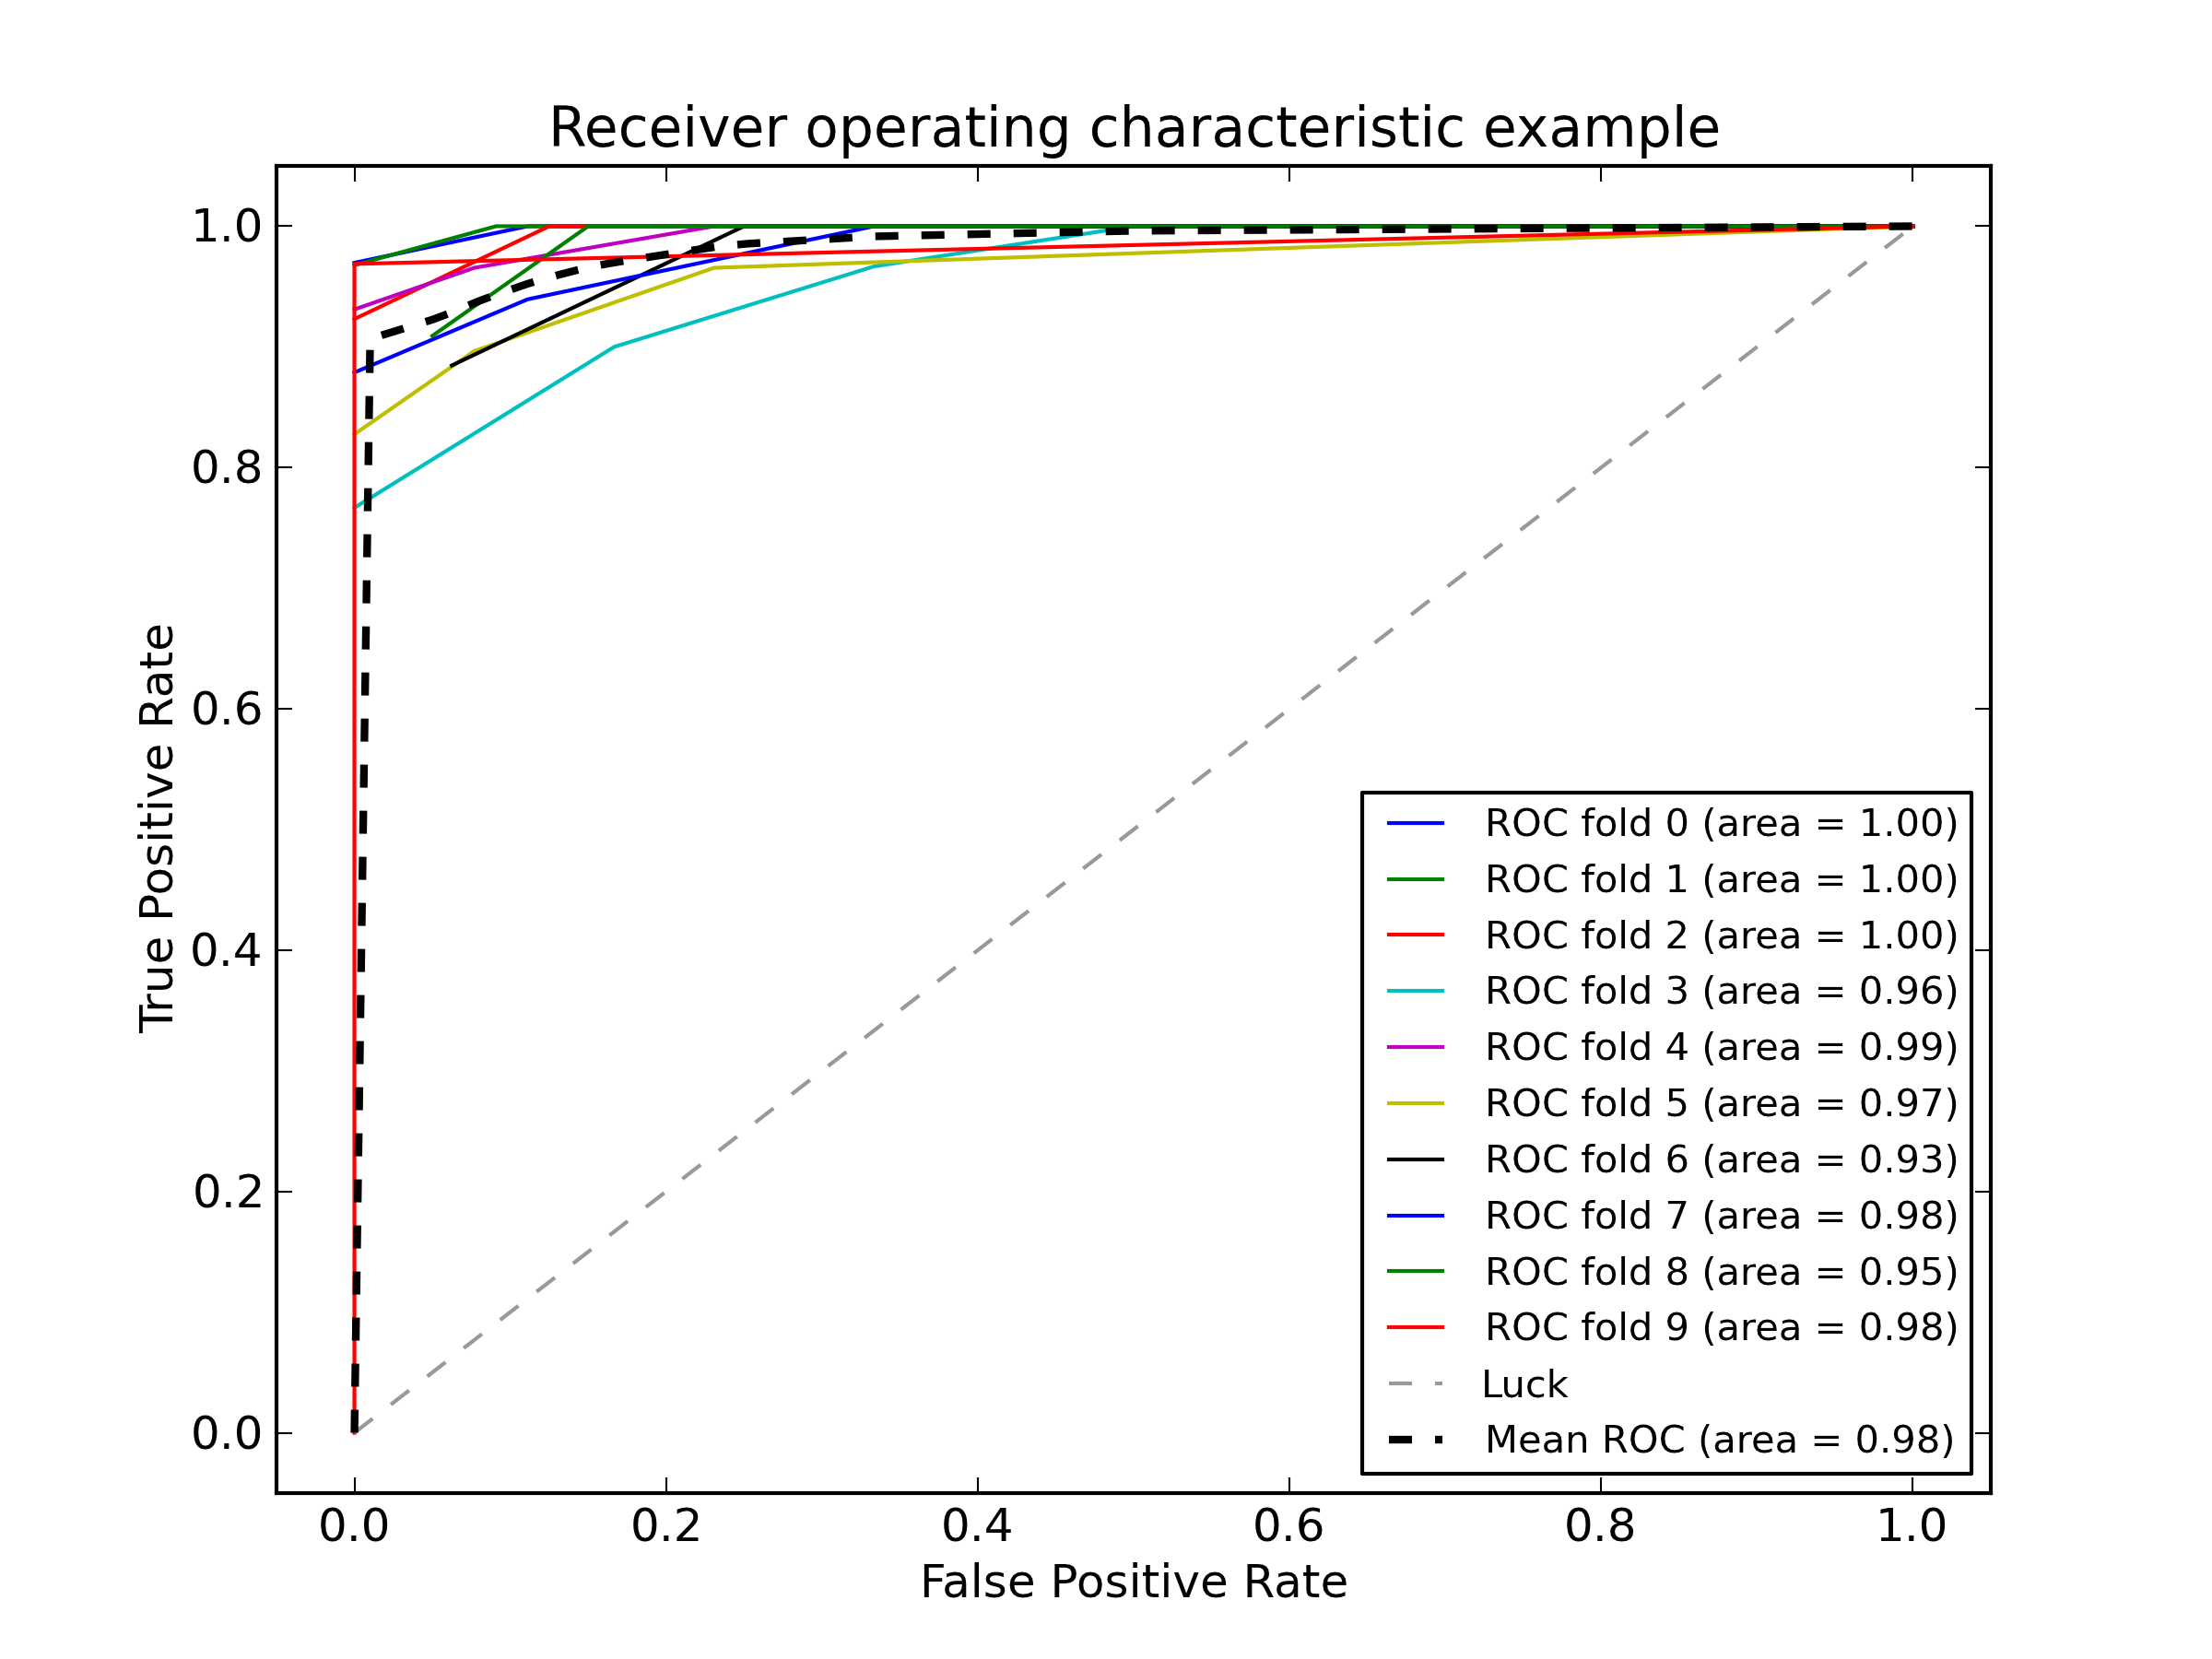 Receiver operating characteristic example
True Positive Rate
1.0
0.8
0.6
0.4
0.2
0.0
ROC fold 0 (area = 1.00)
ROC fold 1 (area = 1.00)
ROC fold 2 (area = 1.00)
ROC fold 3 (area = 0.96)
ROC fold 4 (area = 0.99)
ROC fold 5 (area = 0.97)
ROC fold 6 (area = 0.93)
ROC fold 7 (area = 0.98)
ROC fold 8 (area = 0.95)
ROC fold 9 (area = 0.98)
Luck
Mean ROC (area = 0.98)
0.0 0.2 0.4 0.6 0.8 1.0
False Positive Rate